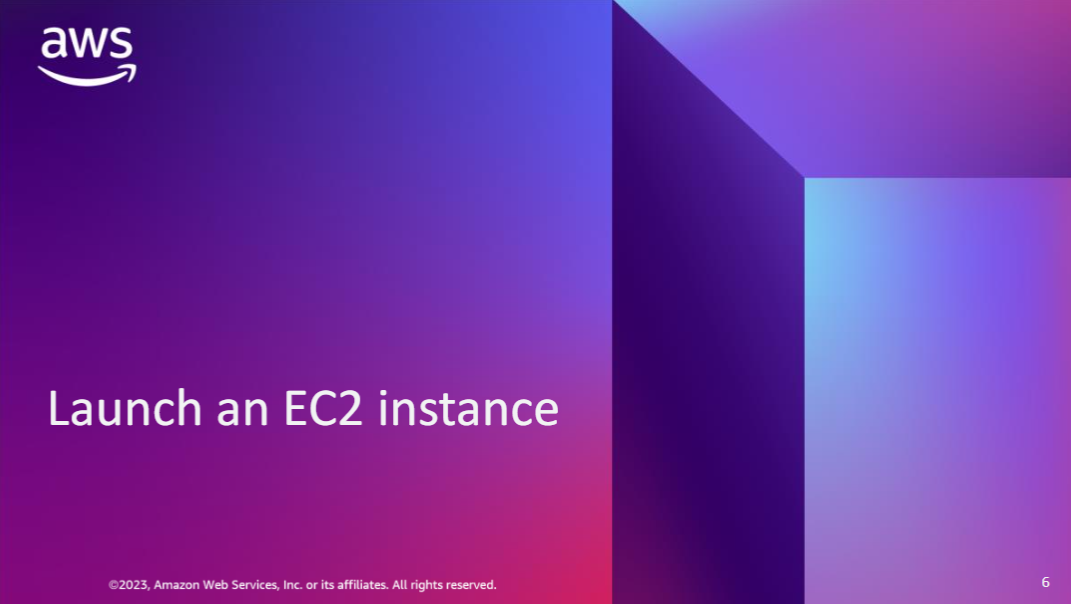 aws
Launch an EC2 instance
©2023, Amazon Web Services, Inc. or its affiliates. All rights reserved.
6